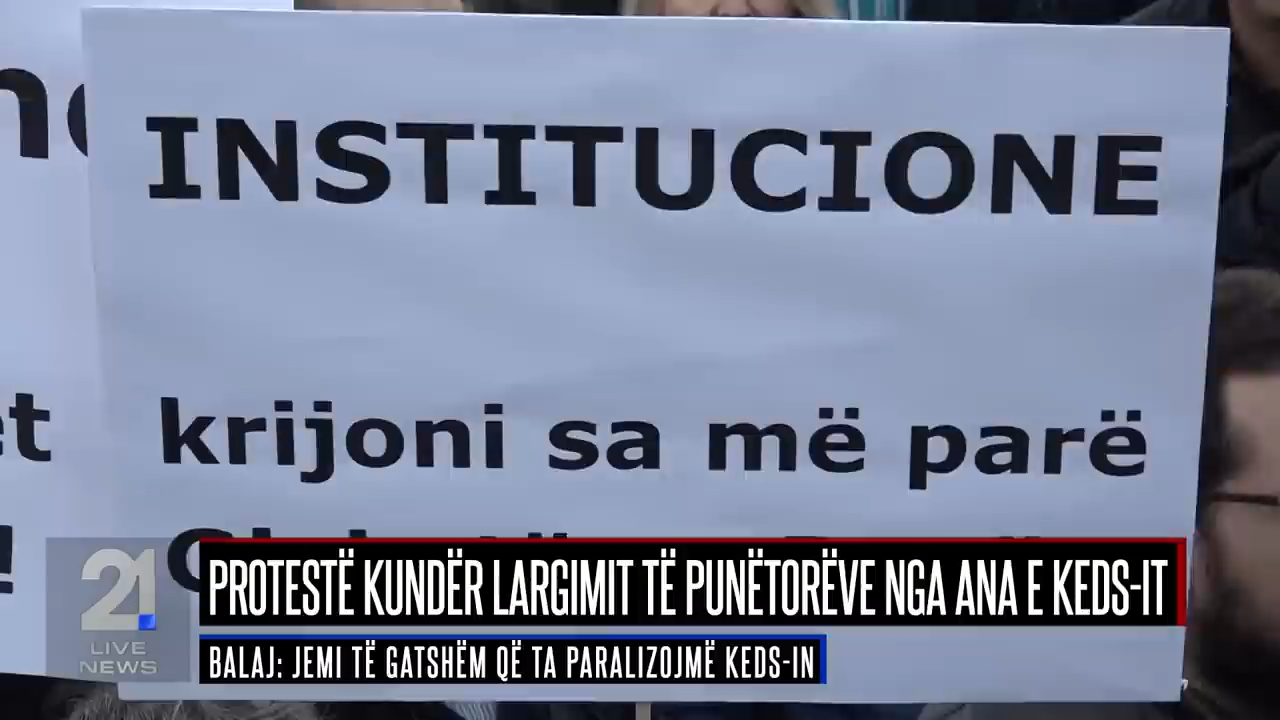 INSTITUCIONE
krijoni sa më parë
PROTESTË KUNDËR LARGIMIT TË PUNËTORËVE NGA ANA E KEDS-IT
BALAJ: JEMI TË GATSHËM QË TA PARALIZOJMË KEDS-IN
21
LIVE
NEWS